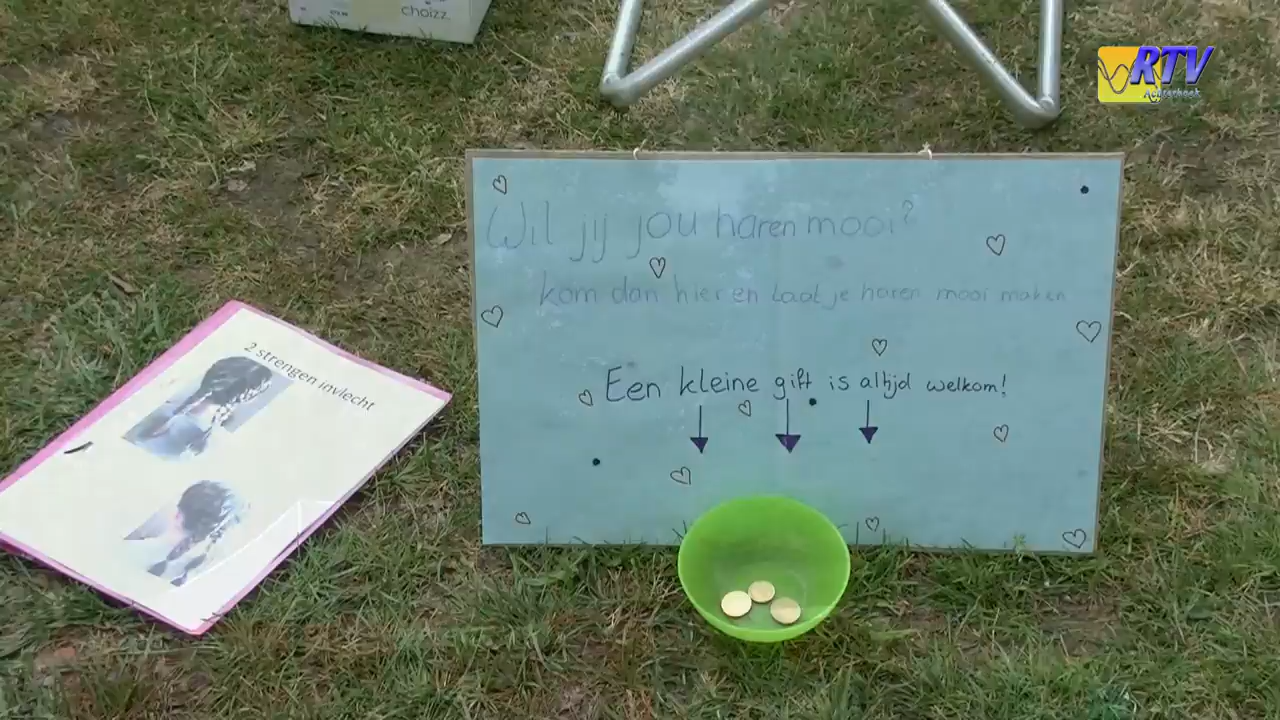 choizz.
RTV
Achterhoek
Wil jij jou haren mooi?
kom dan hier en laat je haren mooi maken
Een kleine gift is altijd welkom!
2 strengen invlecht